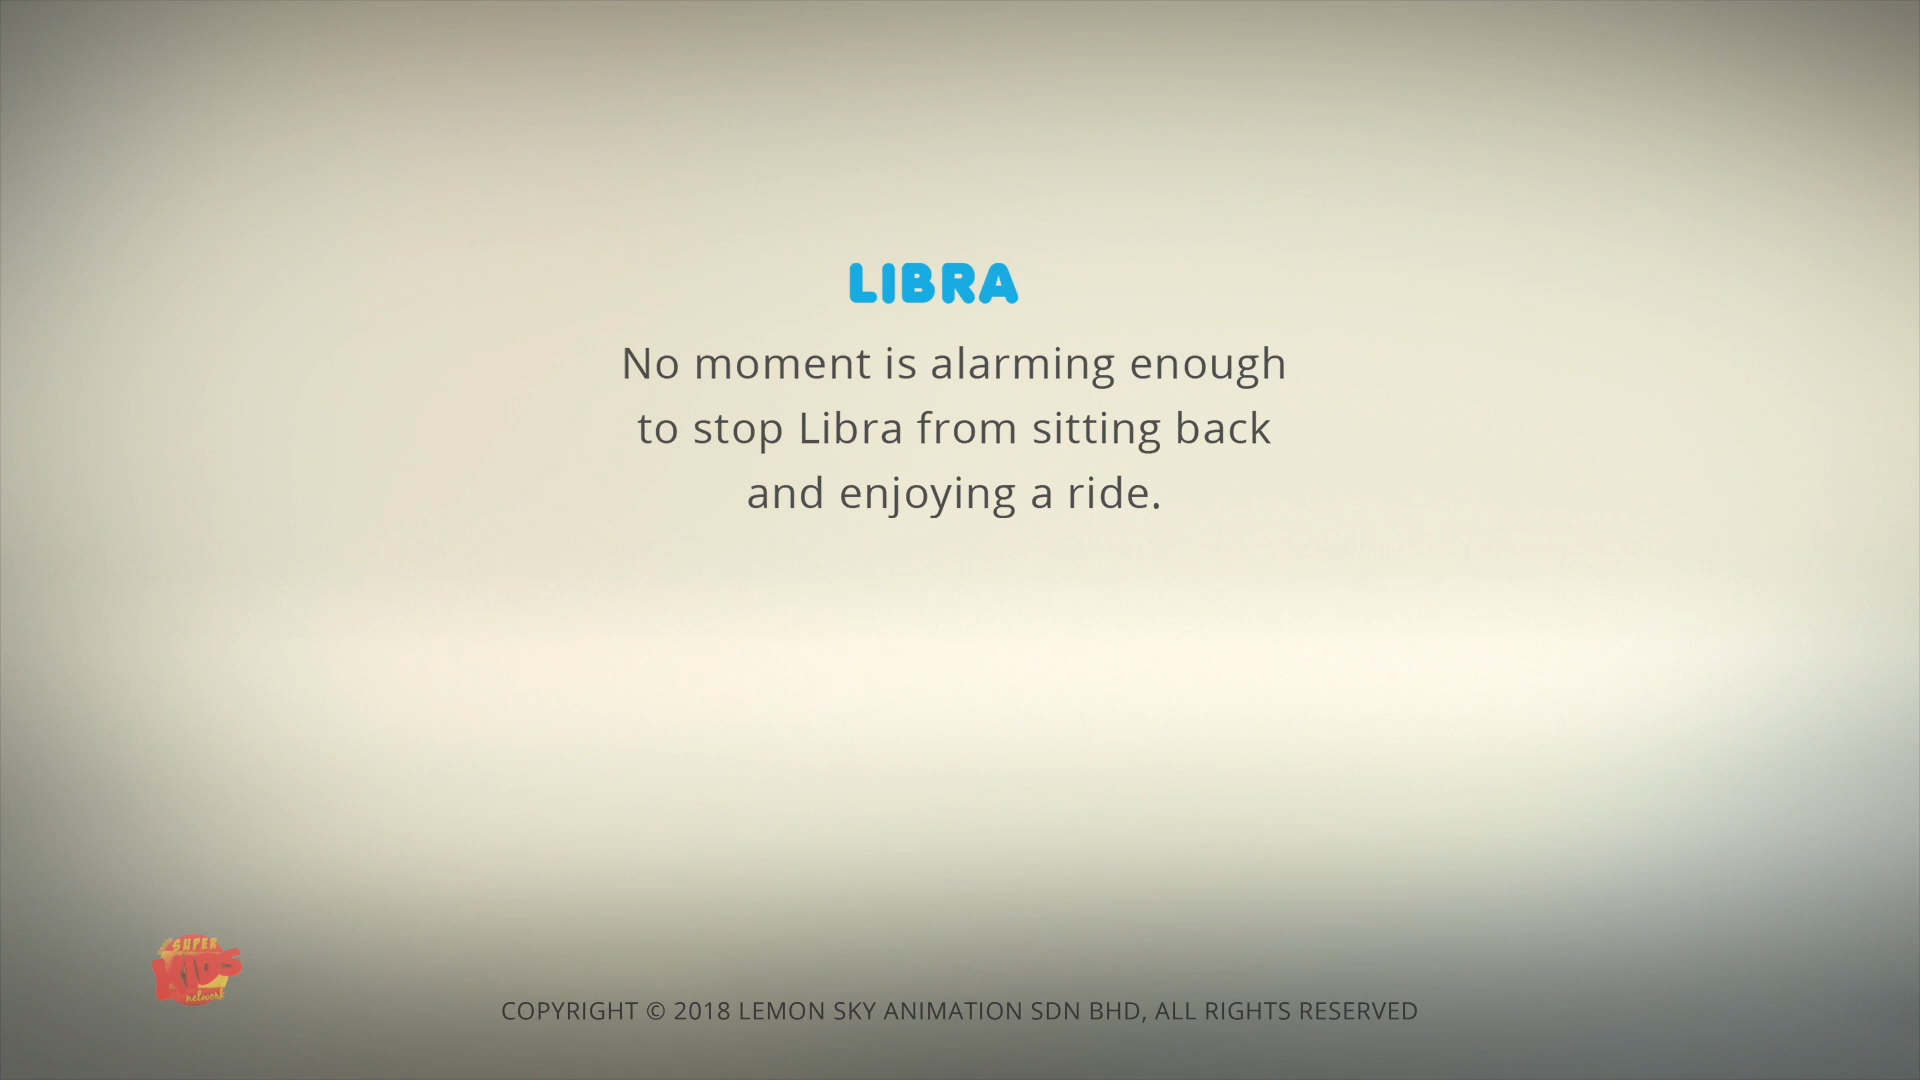 LIBRA
No moment is alarming enough
to stop Libra from sitting back
and enjoying a ride.
SUPER
KIDS
network
COPYRIGHT © 2018 LEMON SKY ANIMATION SDN BHD, ALL RIGHTS RESERVED